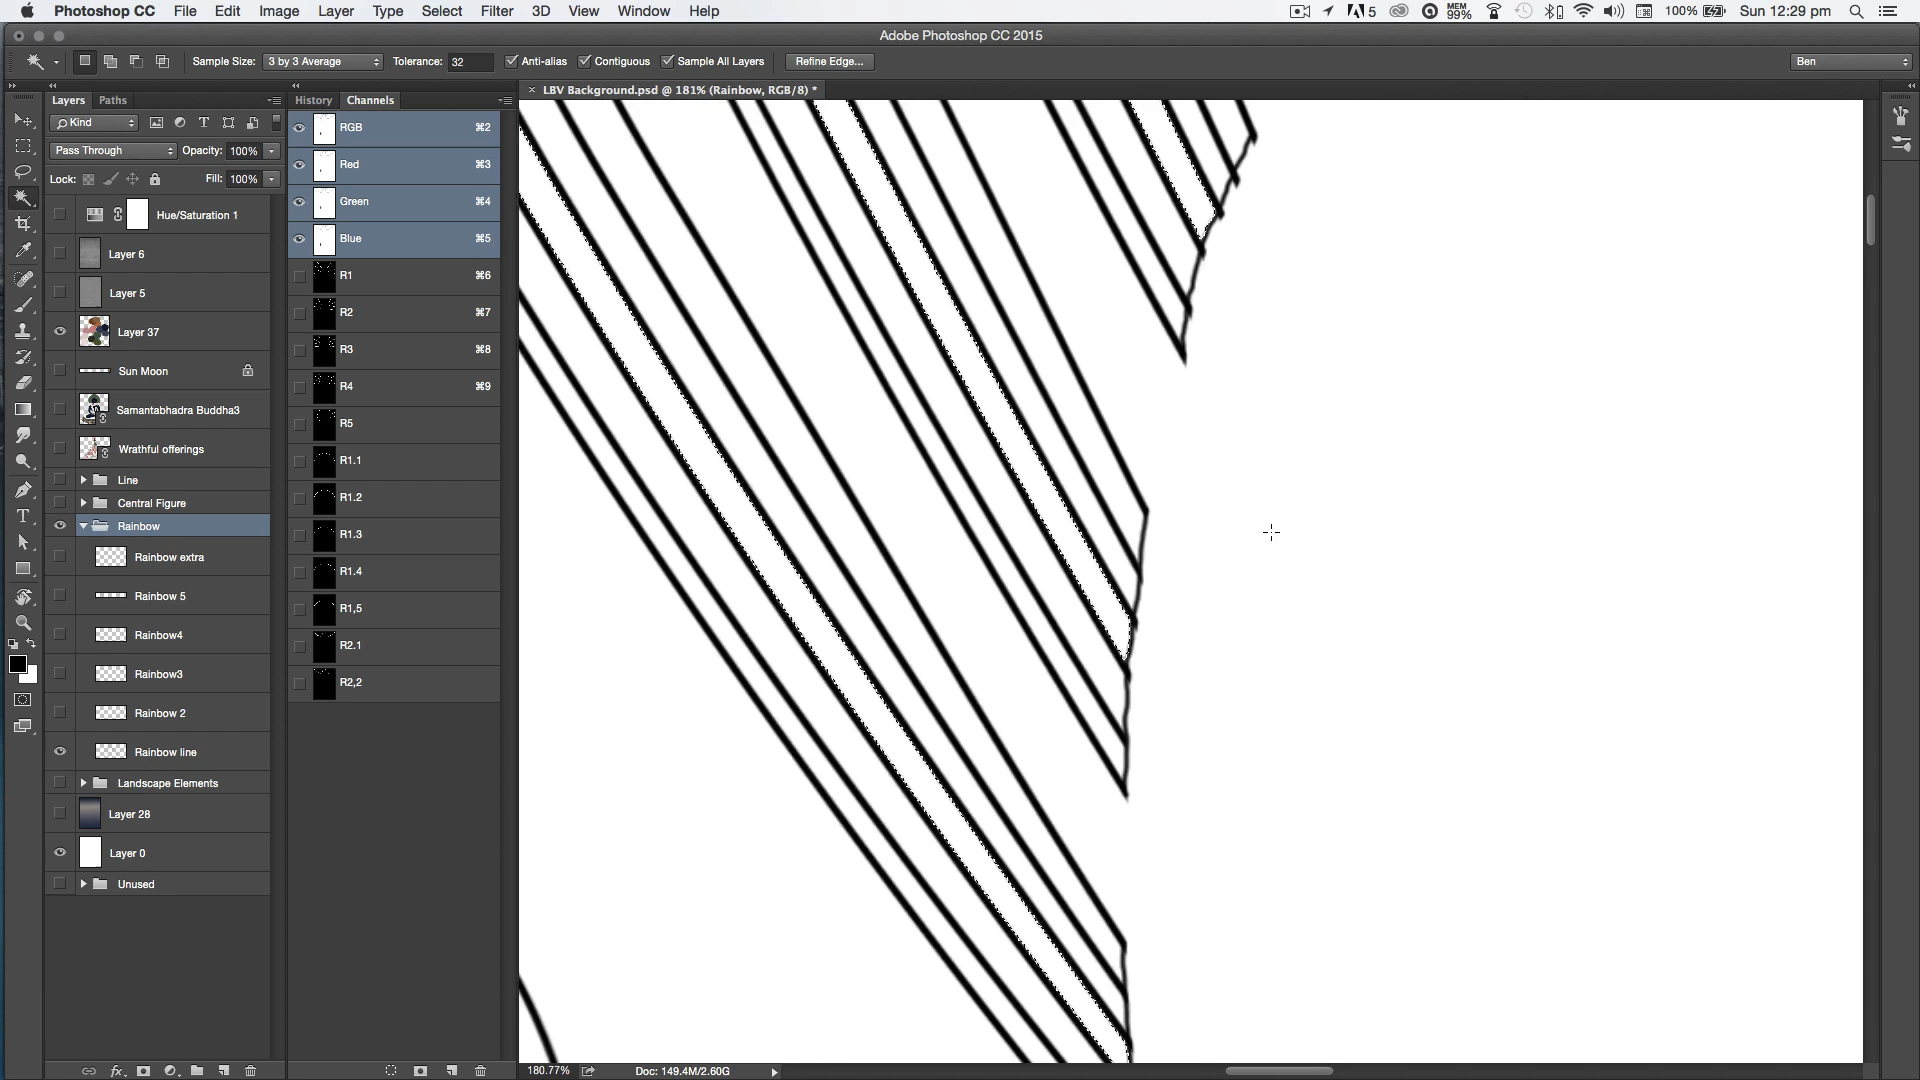 Photoshop CC File Edit Image Layer Type Select Filter 3D View Window Help 5 MEM 99% 100% Sun 12:29 pm
Adobe Photoshop CC 2015
Sample Size: 3 by 3 Average Tolerance: 32 Anti-alias Contiguous Sample All Layers Refine Edge... Ben
Layers Paths
Kind
Pass Through Opacity: 100%
Lock: Fill: 100%
Hue/Saturation 1
Layer 6
Layer 5
Layer 37
Sun Moon
Samantabhadra Buddha3
Wrathful offerings
Line
Central Figure
Rainbow
Rainbow extra
Rainbow 5
Rainbow4
Rainbow3
Rainbow 2
Rainbow line
Landscape Elements
Layer 28
Layer 0
Unused
fx
History Channels
RGB ⌘2
Red ⌘3
Green ⌘4
Blue ⌘5
R1 ⌘6
R2 ⌘7
R3 ⌘8
R4 ⌘9
R5
R1.1
R1.2
R1.3
R1.4
R1,5
R2.1
R2,2
× LBV Background.psd @ 181% (Rainbow, RGB/8) *
180.77% Doc: 149.4M/2.60G